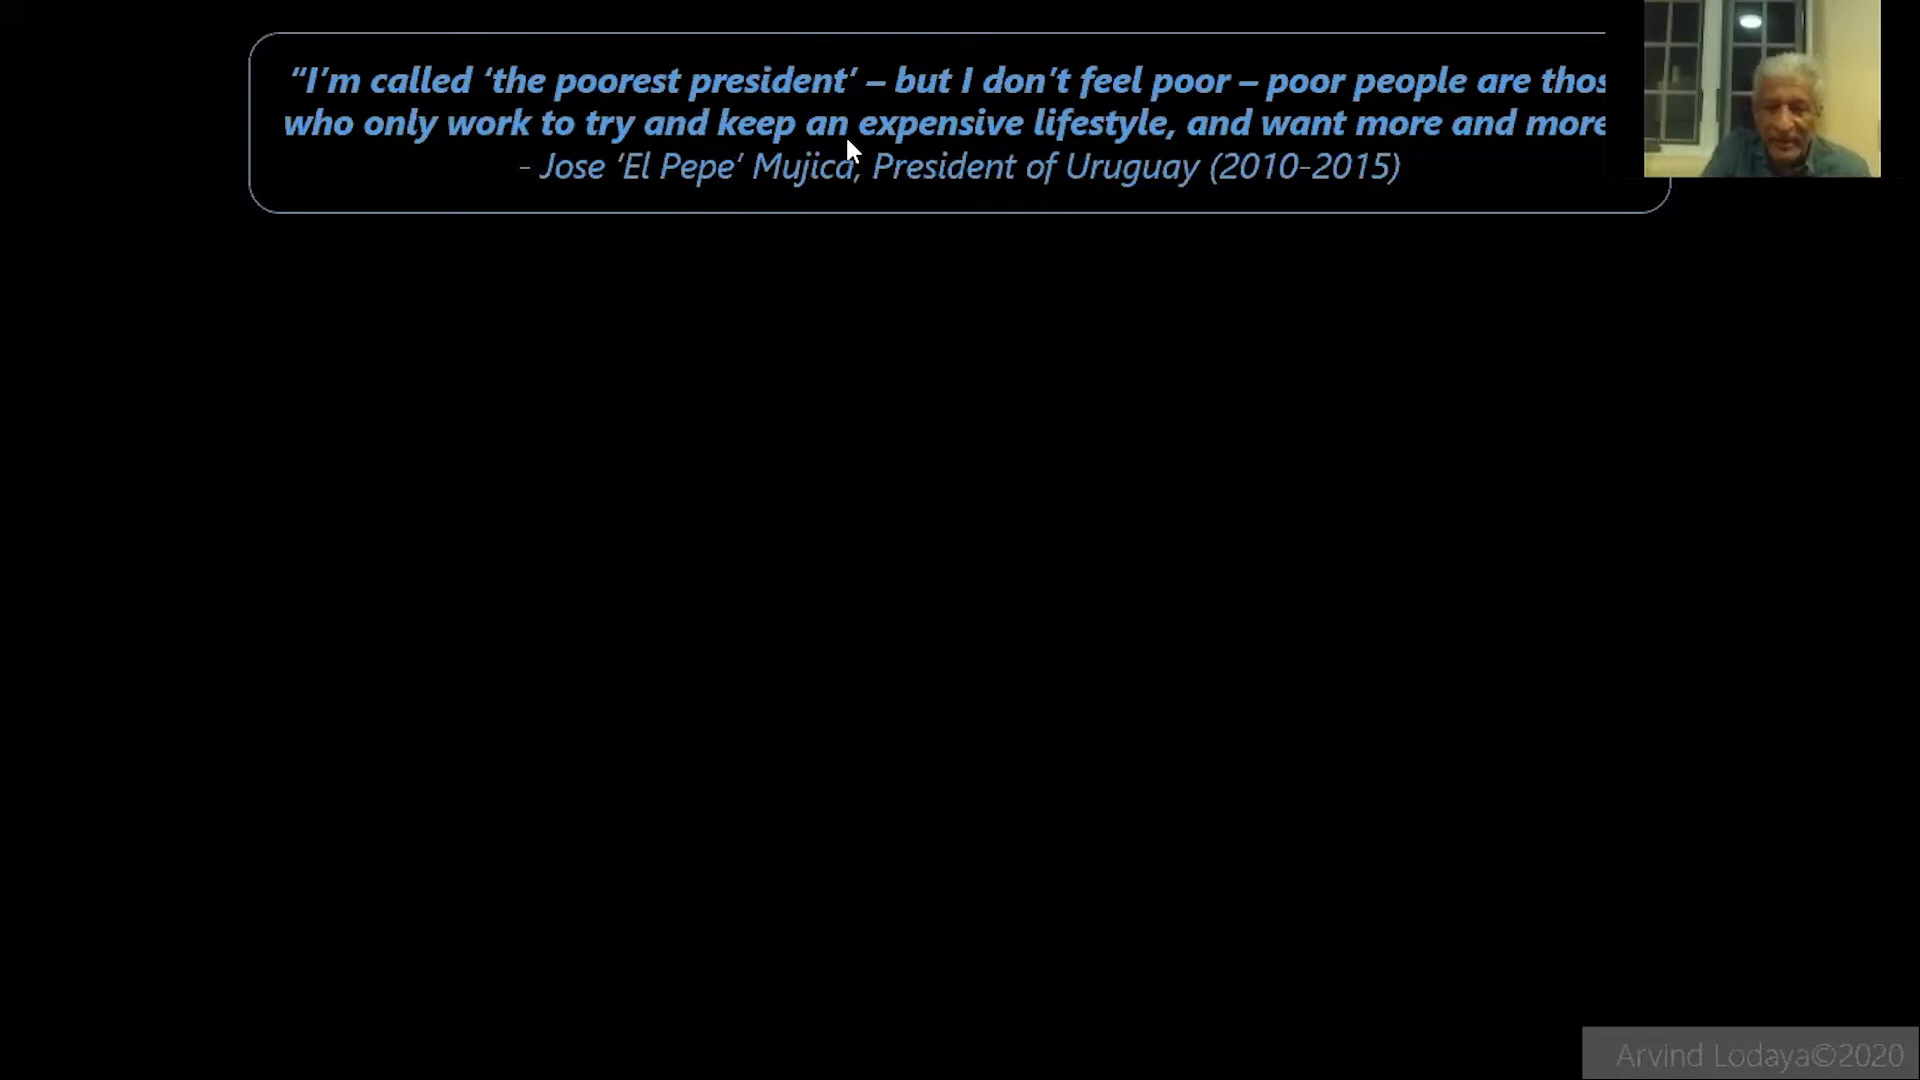 “I’m called ‘the poorest president’ – but I don’t feel poor – poor people are
who only work to try and keep an expensive lifestyle, and want more and more
- Jose ‘El Pepe’ Mujica, President of Uruguay (2010-2015)
Arvind Lodaya©2020